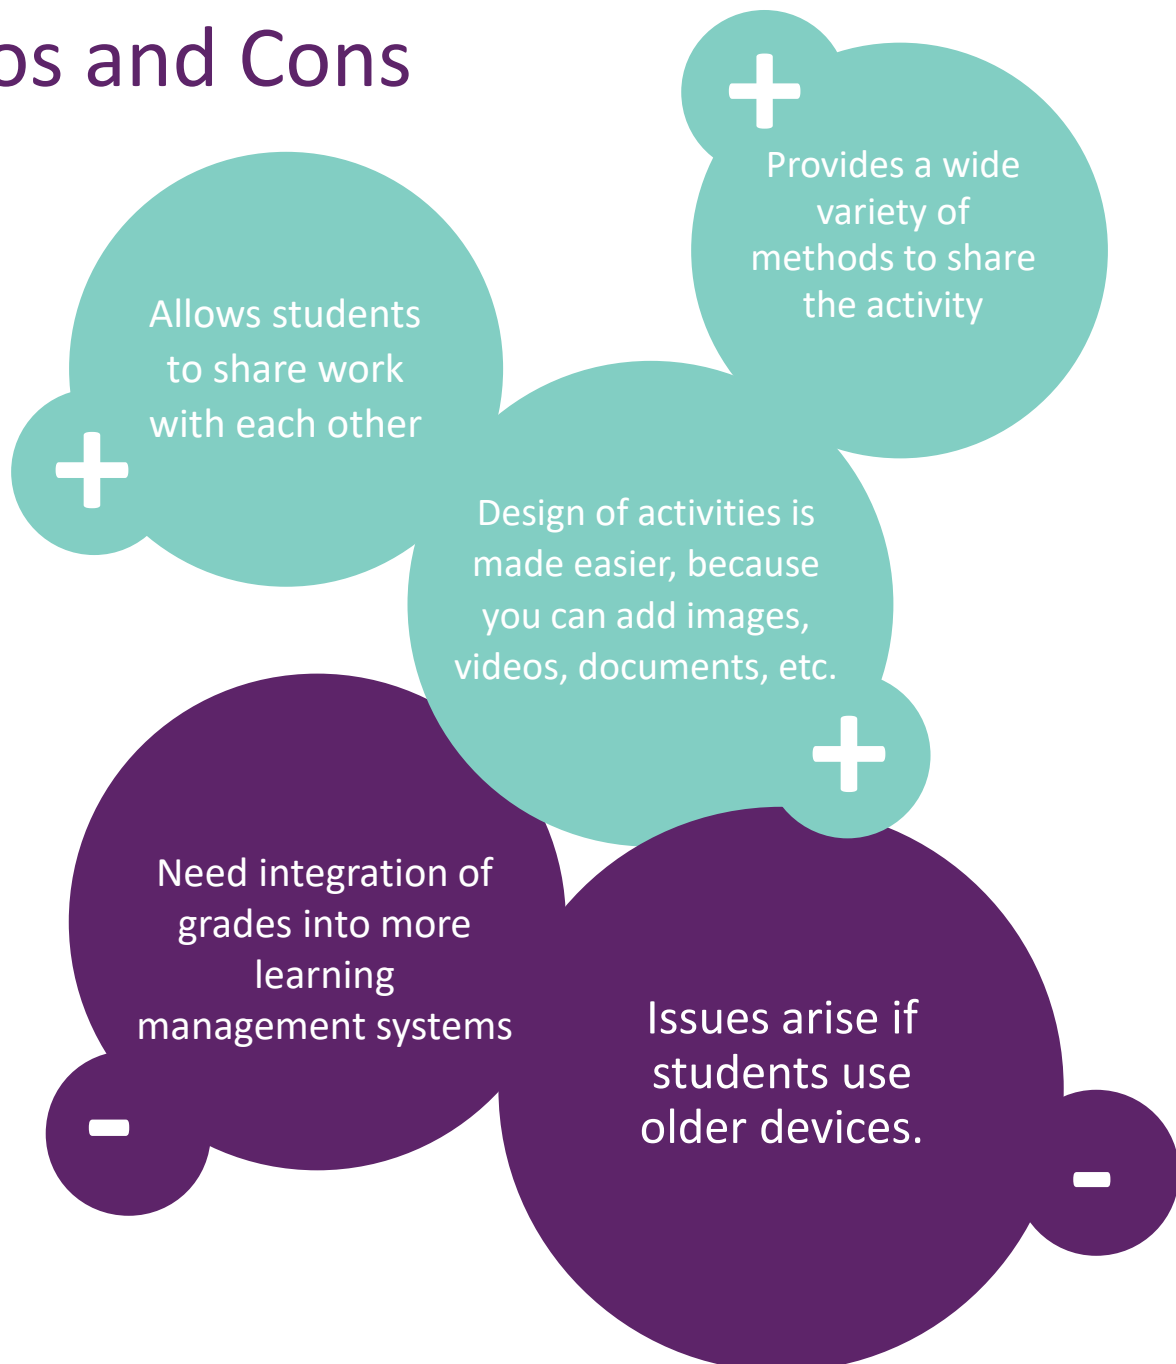 os and Cons
+
Provides a wide
variety of
methods to share
the activity
Allows students
to share work
with each other
+
Design of activities is
made easier, because
you can add images,
videos, documents, etc.
+
Need integration of
grades into more
learning
management systems
-
Issues arise if
students use
older devices.
-